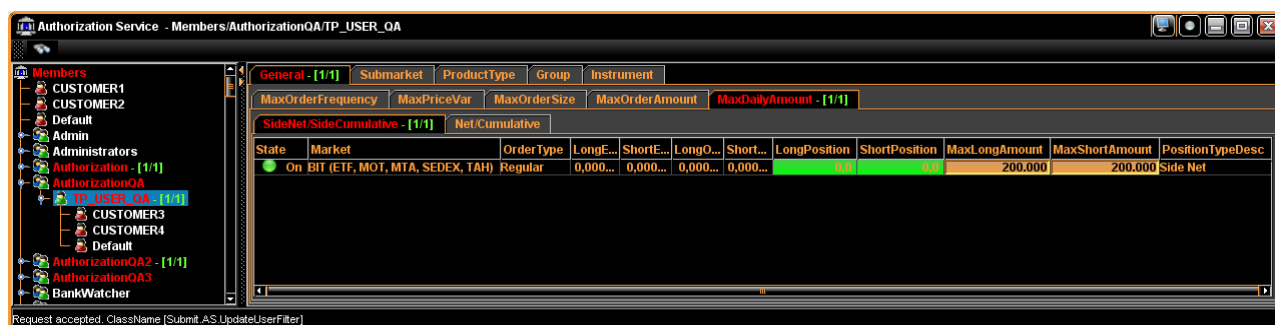 Authorization Service - Members/AuthorizationQA/TP_USER_QA
Members
CUSTOMER1
CUSTOMER2
Default
Admin
Administrators
Authorization - [1/1]
AuthorizationQA
TP_USER_QA - [1/1]
CUSTOMER3
CUSTOMER4
Default
AuthorizationQA2 - [1/1]
AuthorizationQA3
BankWatcher
General - [1/1] Submarket ProductType Group Instrument
MaxOrderFrequency MaxPriceVar MaxOrderSize MaxOrderAmount MaxDailyAmount - [1/1]
SideNet/SideCumulative - [1/1] Net/Cumulative
State Market OrderType LongE... ShortE... LongO... Short... LongPosition ShortPosition MaxLongAmount MaxShortAmount PositionTypeDesc
On BIT (ETF, MOT, MTA, SEDEX, TAH) Regular 0,000... 0,000... 0,000... 0,000... 0,0 0,0 200.000 200.000 Side Net
Request accepted. ClassName [Submit.AS.UpdateUserFilter]